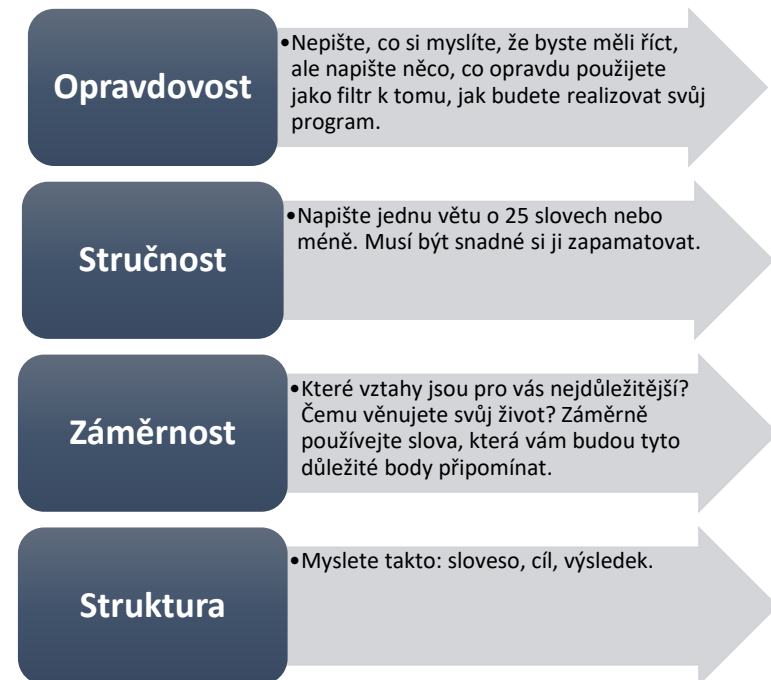 Opravdovost
•Nepište, co si myslíte, že byste měli říct,
ale napište něco, co opravdu použijete
jako filtr k tomu, jak budete realizovat svůj
program.
Stručnost
•Napište jednu větu o 25 slovech nebo
méně. Musí být snadné si ji zapamatovat.
Záměrnost
•Které vztahy jsou pro vás nejdůležitější?
Čemu věnujete svůj život? Záměrně
používejte slova, která vám budou tyto
důležité body připomínat.
Struktura
•Myslete takto: sloveso, cíl, výsledek.